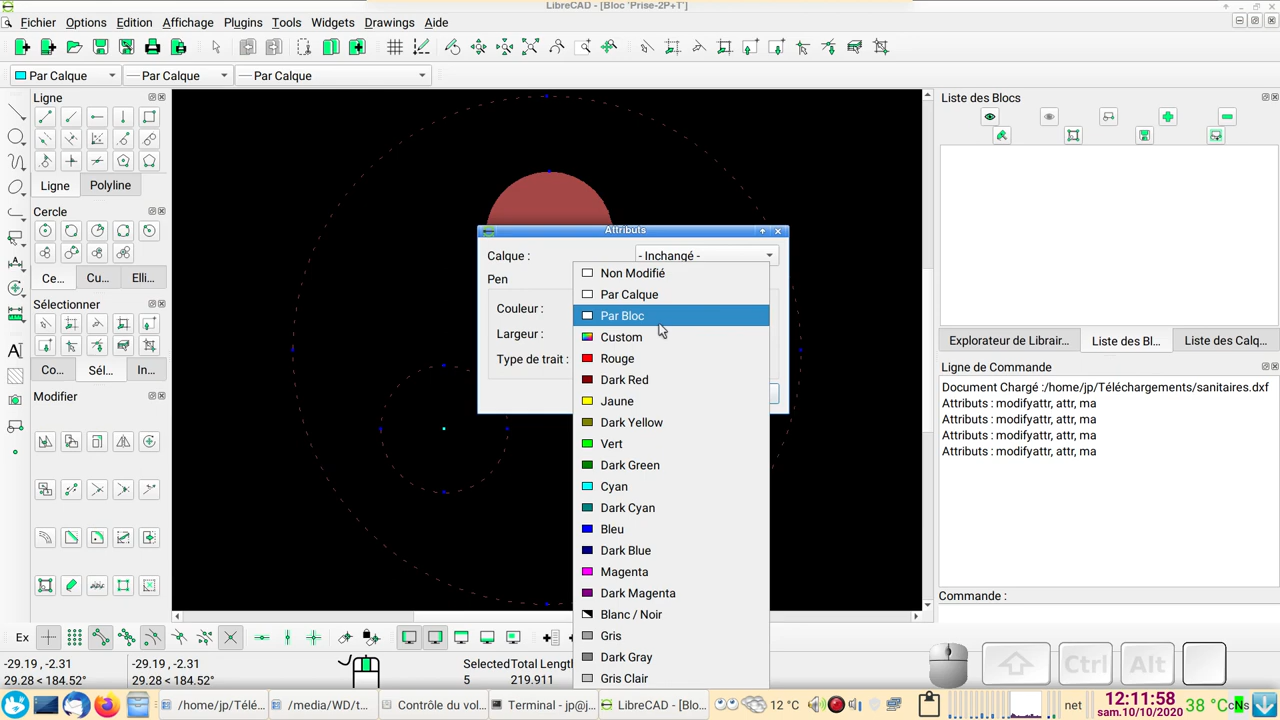 LibreCAD - [Bloc 'Prise-2P+T']
Fichier Options Edition Affichage Plugins Tools Widgets Drawings Aide
Par Calque Par Calque Par Calque
Ligne
Ligne Polyline
Cercle
Ce... Cu... Elli...
Sélectionner
Co... Sél... In...
Modifier
Attributs
Calque : - Inchangé -
Pen
Couleur :
Largeur :
Type de trait :
Non Modifié
Par Calque
Par Bloc
Custom
Rouge
Dark Red
Jaune
Dark Yellow
Vert
Dark Green
Cyan
Dark Cyan
Bleu
Dark Blue
Magenta
Dark Magenta
Blanc / Noir
Gris
Dark Gray
Gris Clair
Liste des Blocs
Explorateur de Librair... Liste des Bl... Liste des Calq...
Ligne de Commande
Document Chargé :/home/jp/Téléchargements/sanitaires.dxf
Attributs : modifyattr, attr, ma
Attributs : modifyattr, attr, ma
Attributs : modifyattr, attr, ma
Attributs : modifyattr, attr, ma
Commande :
Ex
-29.19 , -2.31 -29.19 , -2.31 Selected Total Length
29.28 < 184.52° 29.28 < 184.52° 5 219.911
Ctrl Alt
/home/jp/Télé... /media/WD/t... Contrôle du vol... Terminal - jp@j... LibreCAD - [Blo... 12 °C net 12:11:58 sam.10/10/2020 38 °C